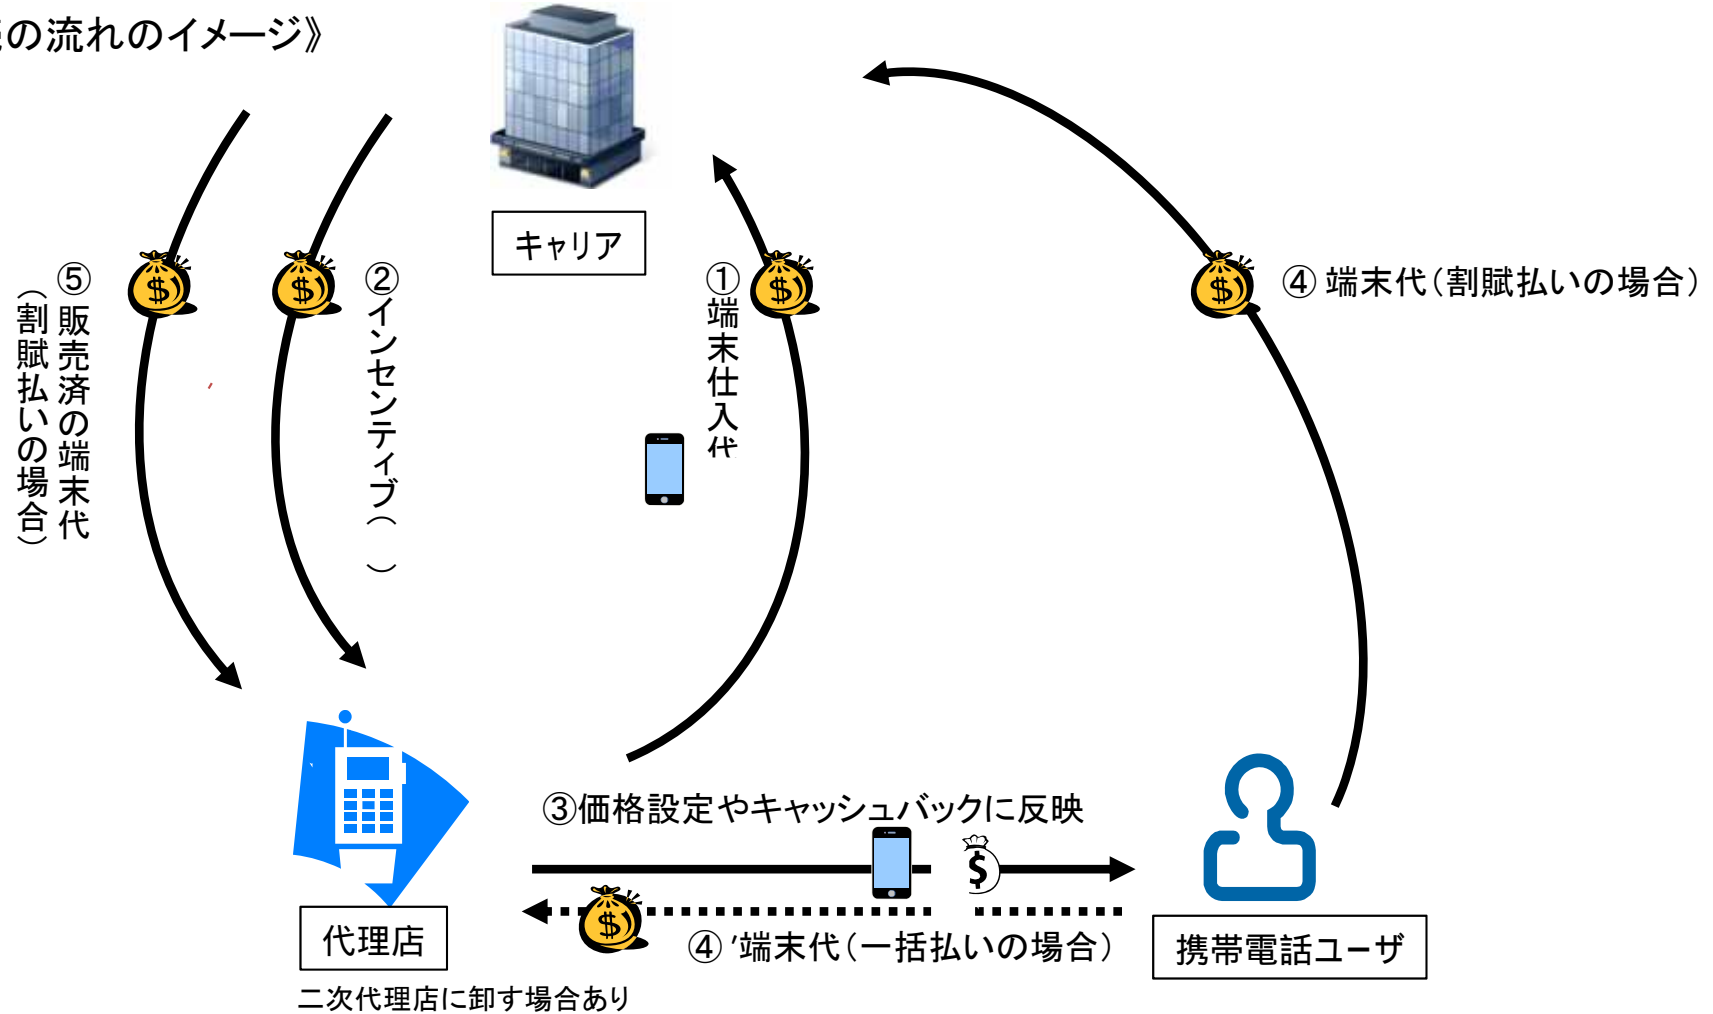 の流れのイメージ》
キャリア
⑤販売済の端末代
(割賦払いの場合)
②インセンティブ( )
①端末仕入代
④端末代(割賦払いの場合)
③価格設定やキャッシュバックに反映
④′端末代(一括払いの場合)
代理店
携帯電話ユーザ
二次代理店に卸す場合あり